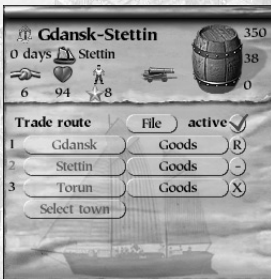 Gdansk-Stettin 350
0 days Stettin
38
0
6 94 8
Trade route File active
1 Gdansk Goods R
2 Stettin Goods -
3 Torun Goods X
Select town